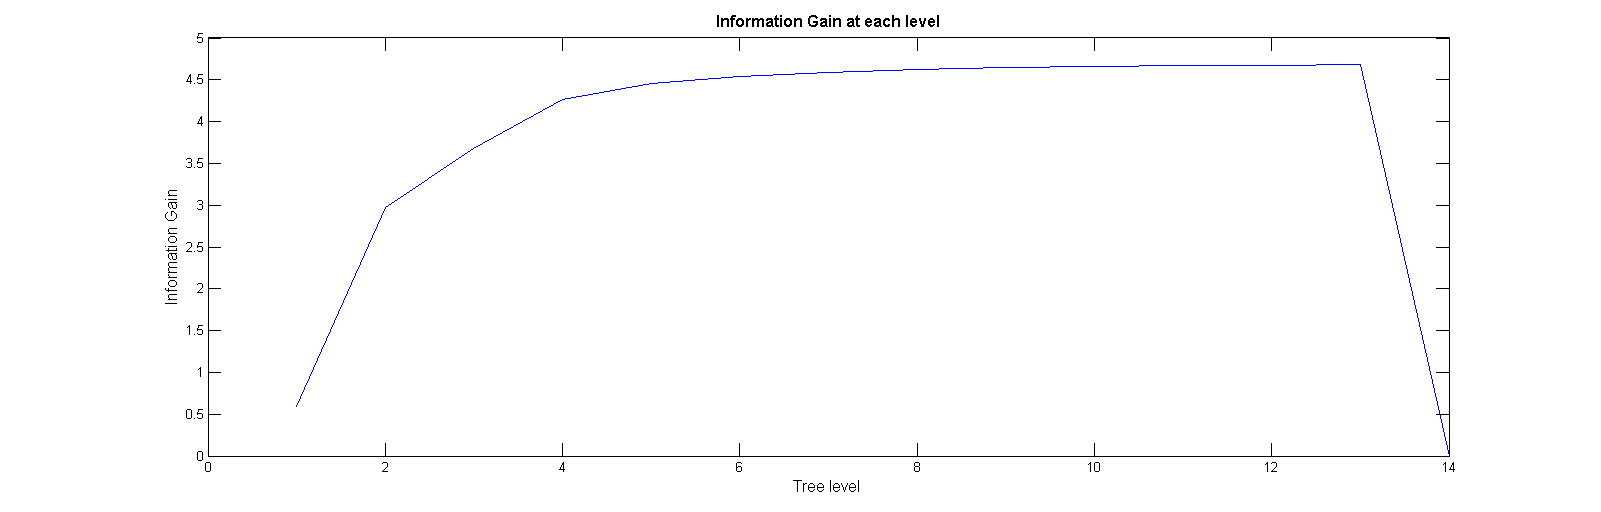 Information Gain at each level
5
4.5
4
3.5
3
2.5
2
1.5
1
0.5
0
Information Gain
0 2 4 6 8 10 12 14
Tree level